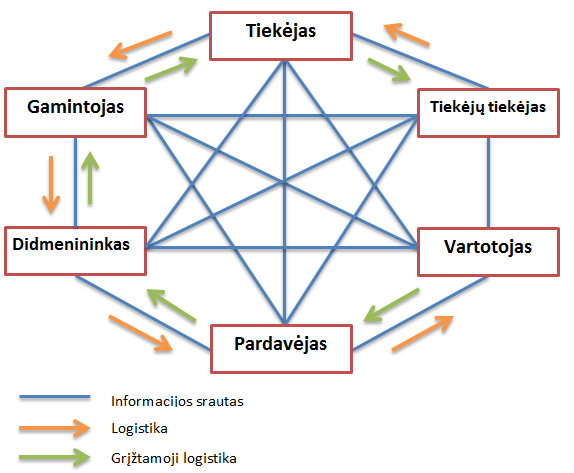 Tiekėjas
Gamintojas
Tiekėjų tiekėjas
Didmenininkas
Vartotojas
Pardavėjas
Informacijos srautas
Logistika
Grįžtamoji logistika